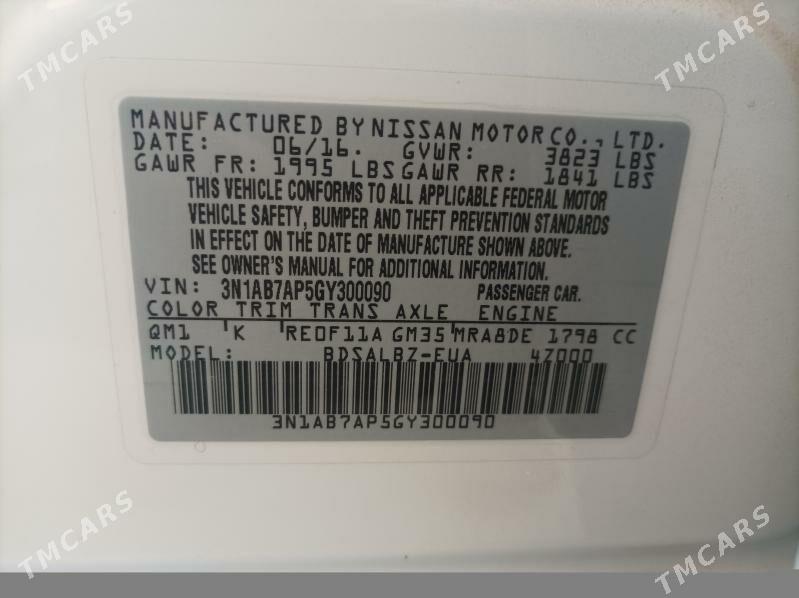 TMCARS
TMCARS
MANUFACTURED BY NISSAN MOTOR CO., LTD.
DATE: 06/16. GVWR: 3823 LBS
GAWR FR: 1995 LBS GAWR RR: 1841 LBS
THIS VEHICLE CONFORMS TO ALL APPLICABLE FEDERAL MOTOR
VEHICLE SAFETY, BUMPER AND THEFT PREVENTION STANDARDS
IN EFFECT ON THE DATE OF MANUFACTURE SHOWN ABOVE.
SEE OWNER'S MANUAL FOR ADDITIONAL INFORMATION.
VIN: 3N1AB7AP5GY300090 PASSENGER CAR.
COLOR TRIM TRANS AXLE ENGINE
QM1 K RE0F11A GM35 MRA8DE 1798 CC
MODEL: BDSALBZ-EUA 4Z000
3N1AB7AP5GY300090
TMCARS
TMCARS